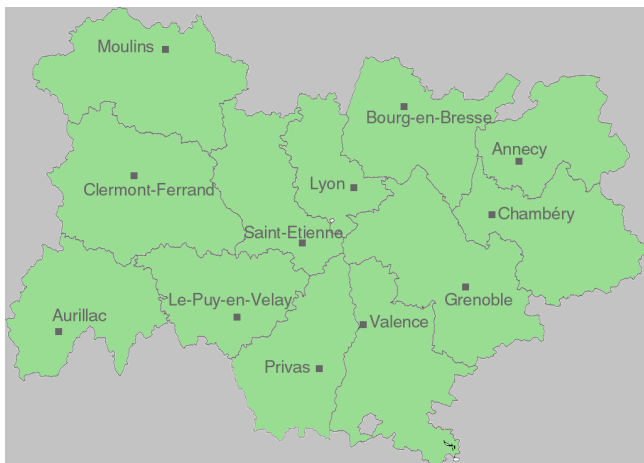 Moulins
Bourg-en-Bresse
Annecy
Clermont-Ferrand
Lyon
Chambéry
Saint-Etienne
Le-Puy-en-Velay
Grenoble
Aurillac
Valence
Privas